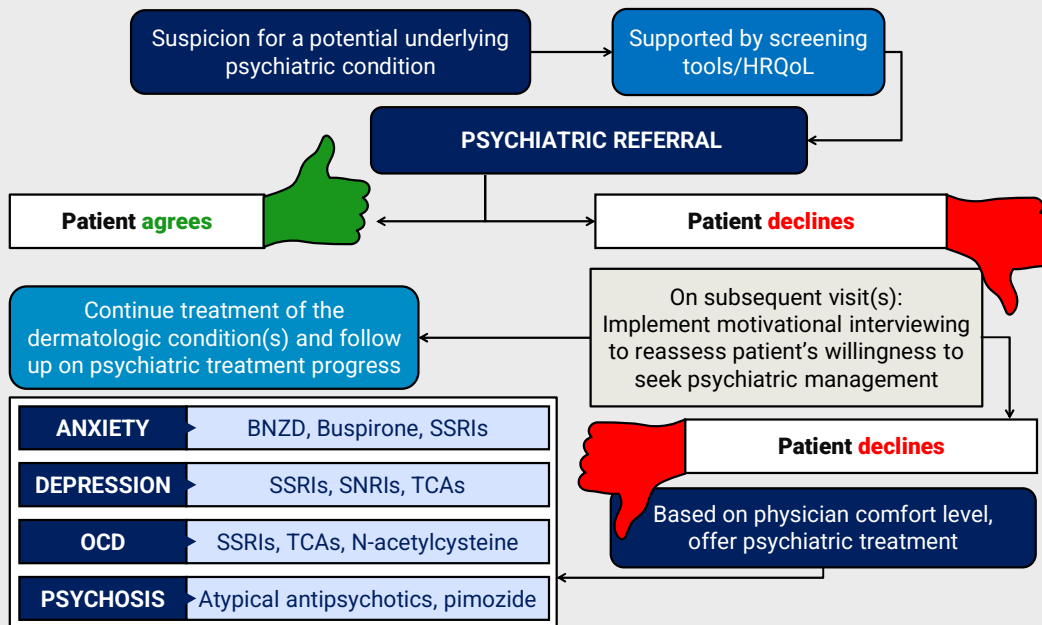 Suspicion for a potential underlying
psychiatric condition
Supported by screening
tools/HRQoL
PSYCHIATRIC REFERRAL
Patient agrees
Patient declines
Continue treatment of the
dermatologic condition(s) and follow
up on psychiatric treatment progress
On subsequent visit(s):
Implement motivational interviewing
to reassess patient's willingness to
seek psychiatric management
ANXIETY
BNZD, Buspirone, SSRIs
DEPRESSION
SSRIs, SNRIs, TCAs
OCD
SSRIs, TCAs, N-acetylcysteine
PSYCHOSIS
Atypical antipsychotics, pimozide
Patient declines
Based on physician comfort level,
offer psychiatric treatment